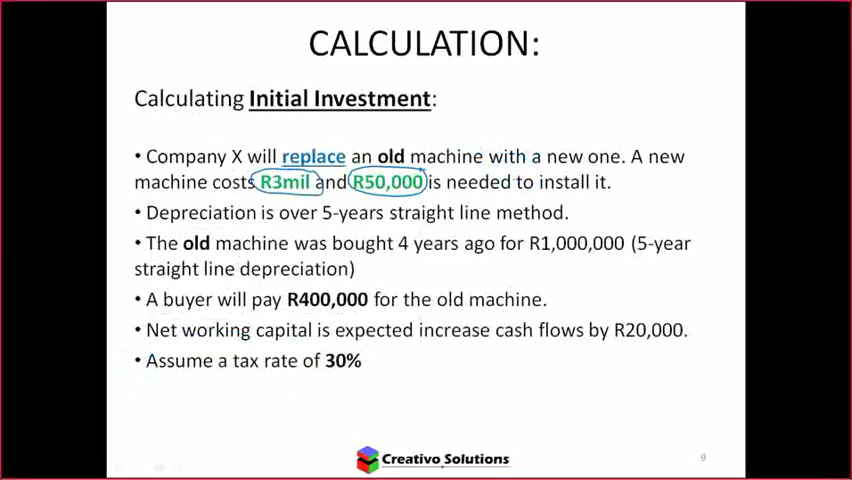 CALCULATION:
Calculating Initial Investment:
• Company X will replace an old machine with a new one. A new
machine costs R3mil and R50,000 is needed to install it.
• Depreciation is over 5-years straight line method.
• The old machine was bought 4 years ago for R1,000,000 (5-year
straight line depreciation)
• A buyer will pay R400,000 for the old machine.
• Net working capital is expected increase cash flows by R20,000.
• Assume a tax rate of 30%
Creativo Solutions
9